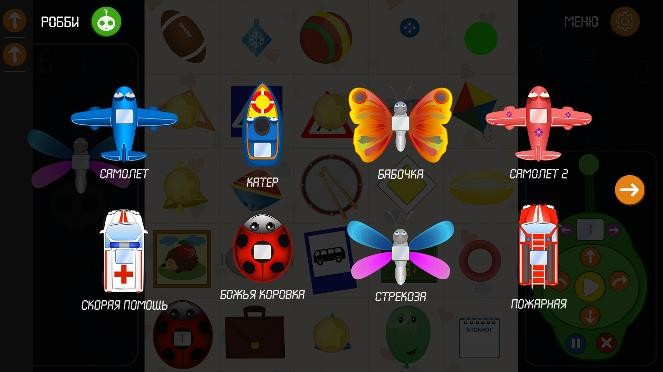 РОББИ
МЕНЮ
САМОЛЕТ
КАТЕР
БАБОЧКА
САМОЛЕТ 2
СКОРАЯ ПОМОЩЬ
БОЖЬЯ КОРОВКА
СТРЕКОЗА
ПОЖАРНАЯ